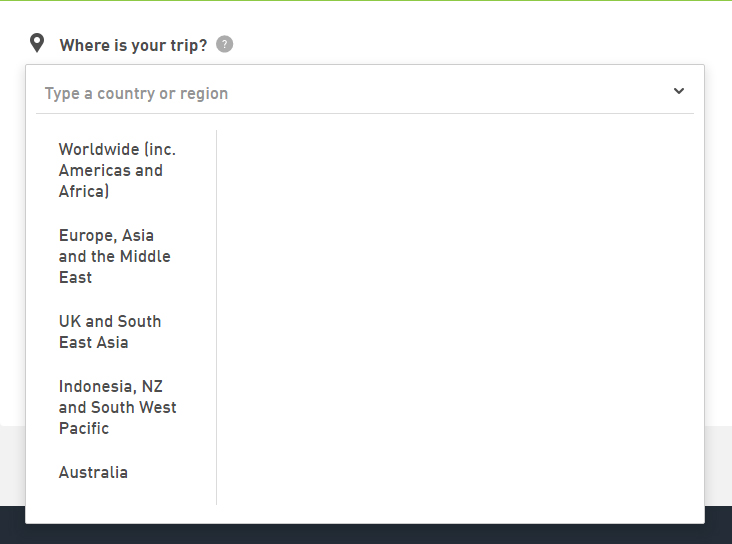 Where is your trip? ?
Type a country or region
Worldwide (inc.
Americas and
Africa)
Europe, Asia
and the Middle
East
UK and South
East Asia
Indonesia, NZ
and South West
Pacific
Australia